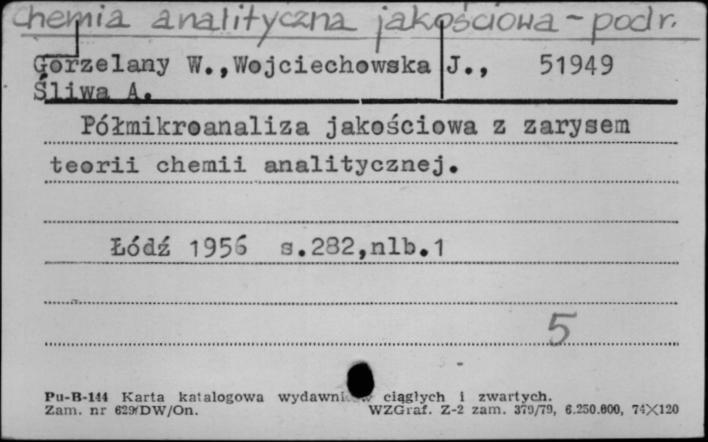 Chemia analityczna jakościowa - podr.
Gorzelany W.,Wojciechowska J., 51949
Śliwa A.
Półmikroanaliza jakościowa z zarysem
teorii chemii analitycznej.
Łódź 1956 s.282,nlb.1
5
Pu-B-144 Karta katalogowa wydawni ciągłych i zwartych.
Zam. nr 629/DW/On. WZGraf. Z-2 zam. 379/79, 6.250.000, 74×120